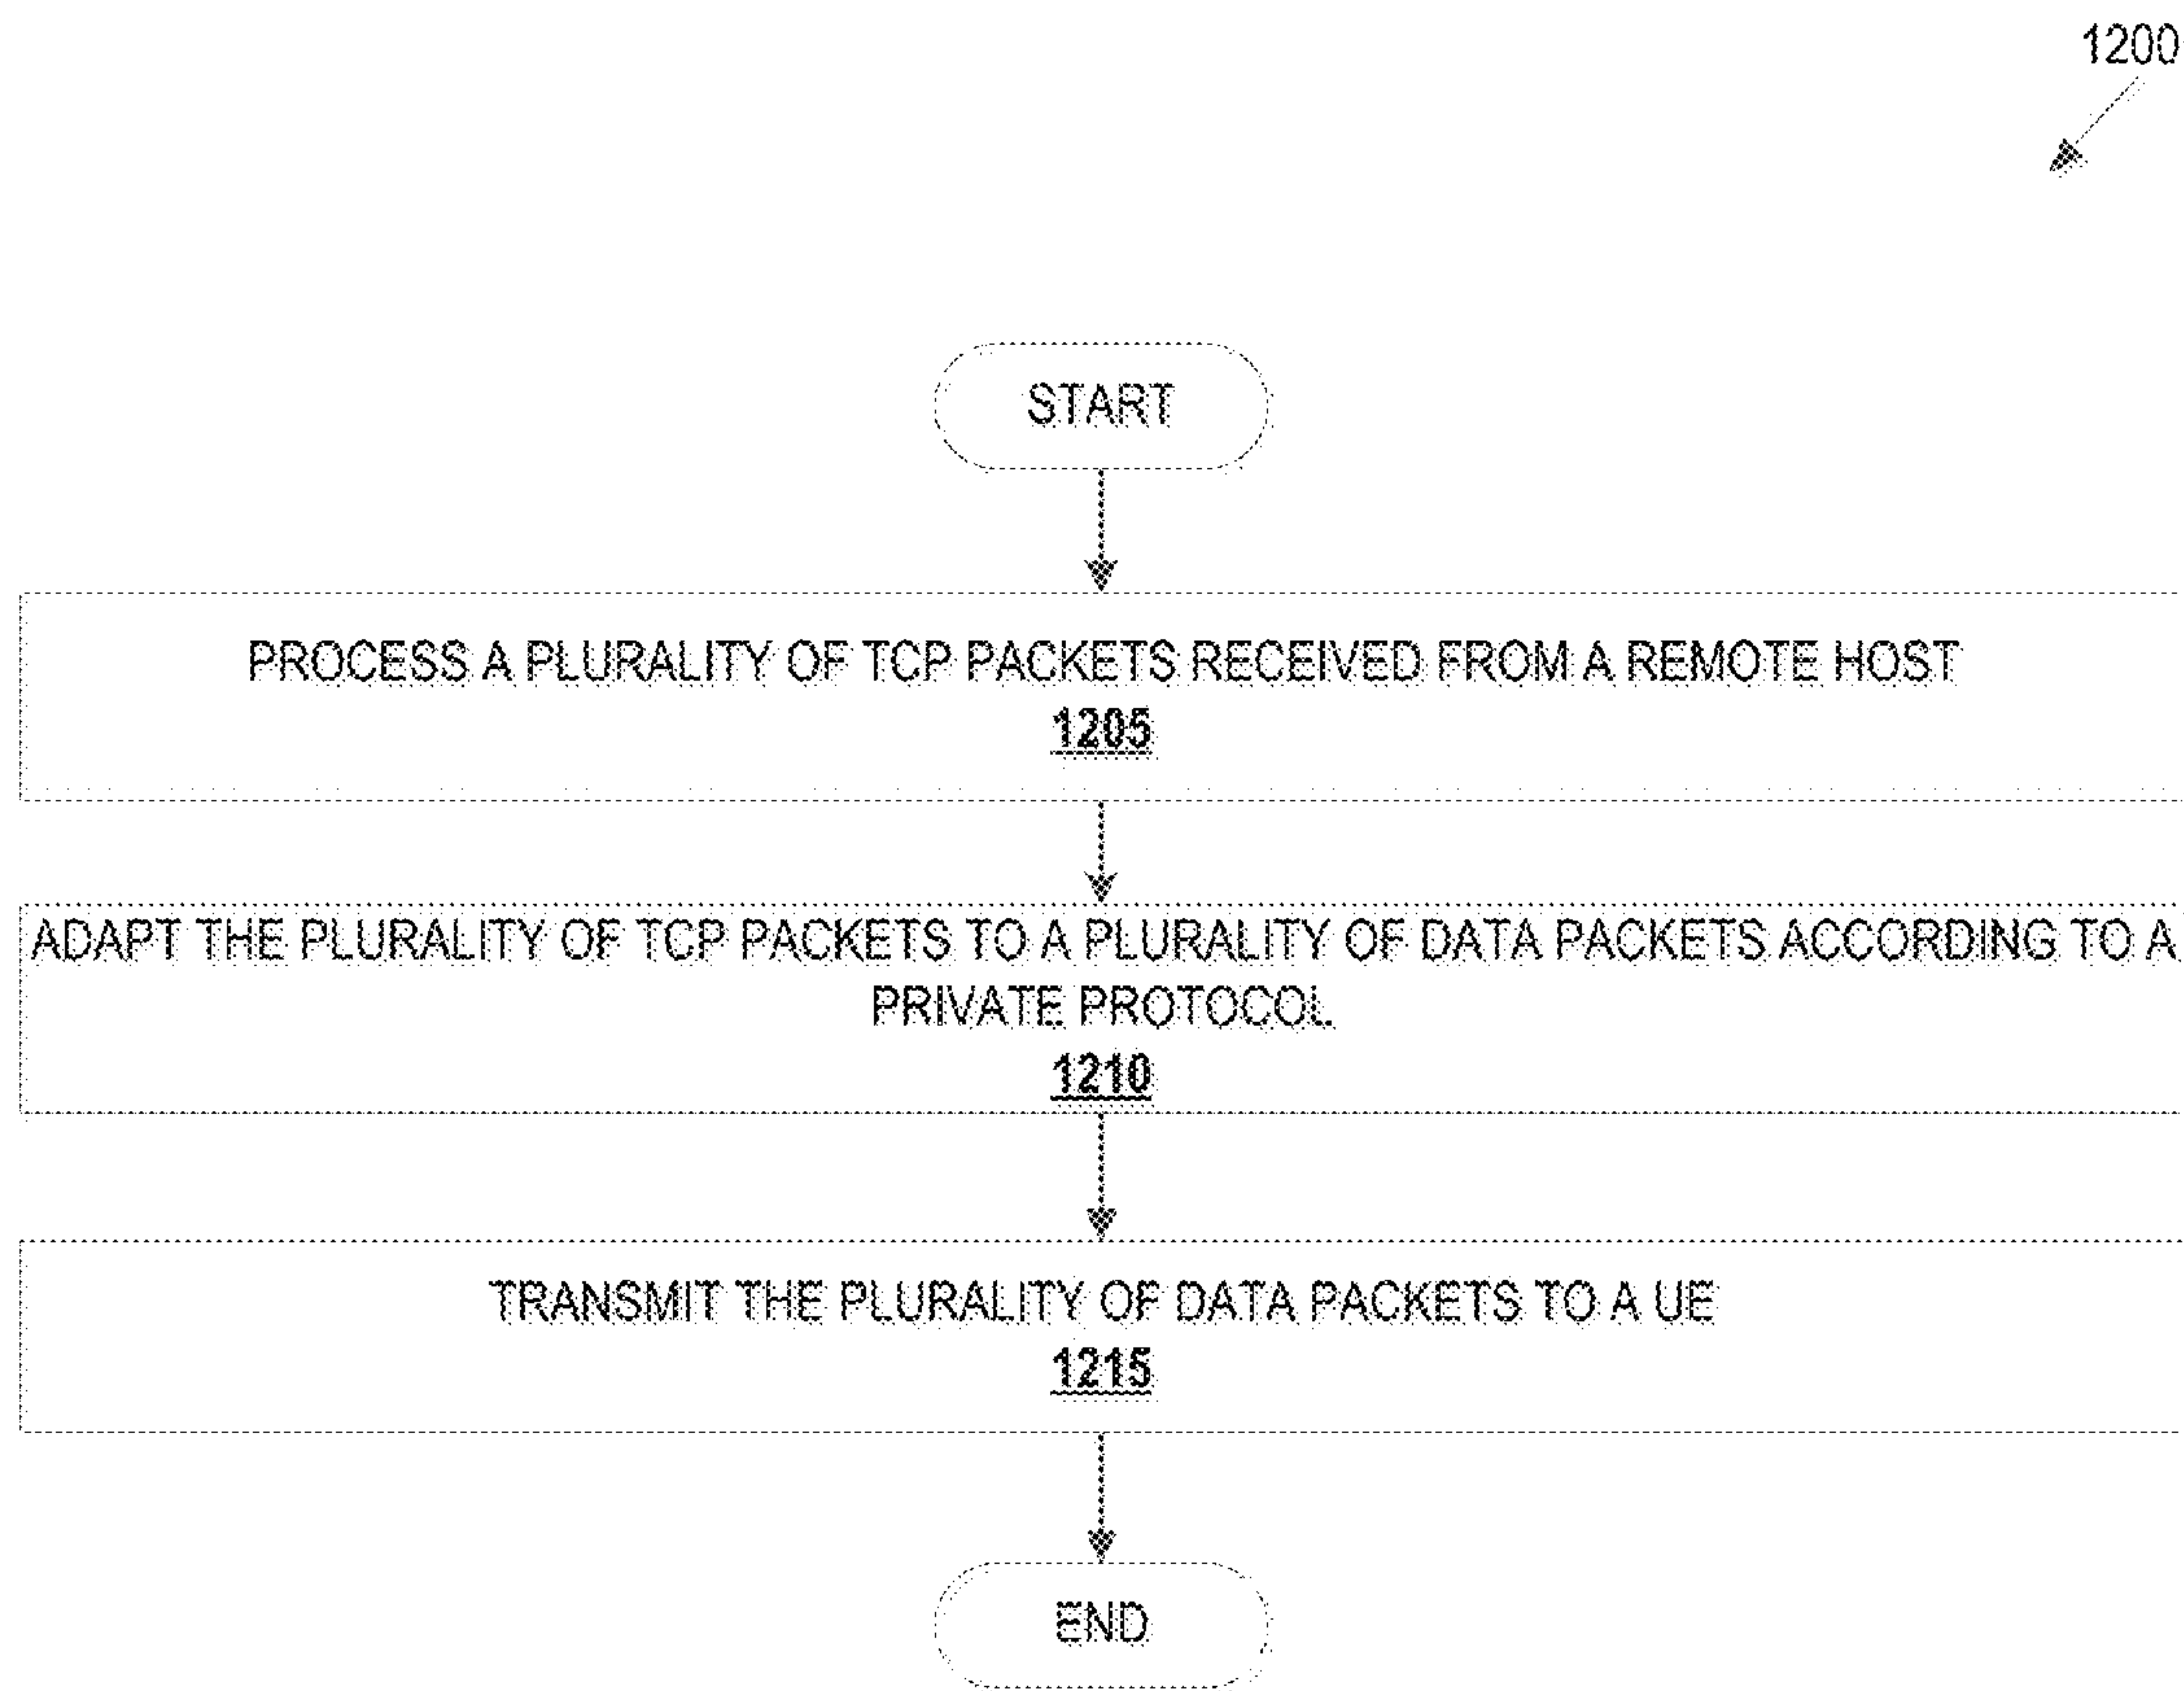 1200
START
PROCESS A PLURALITY OF TCP PACKETS RECEIVED FROM A REMOTE HOST
1205
ADAPT THE PLURALITY OF TCP PACKETS TO A PLURALITY OF DATA PACKETS ACCORDING TO A
PRIVATE PROTOCOL
1210
TRANSMIT THE PLURALITY OF DATA PACKETS TO A UE
1215
END